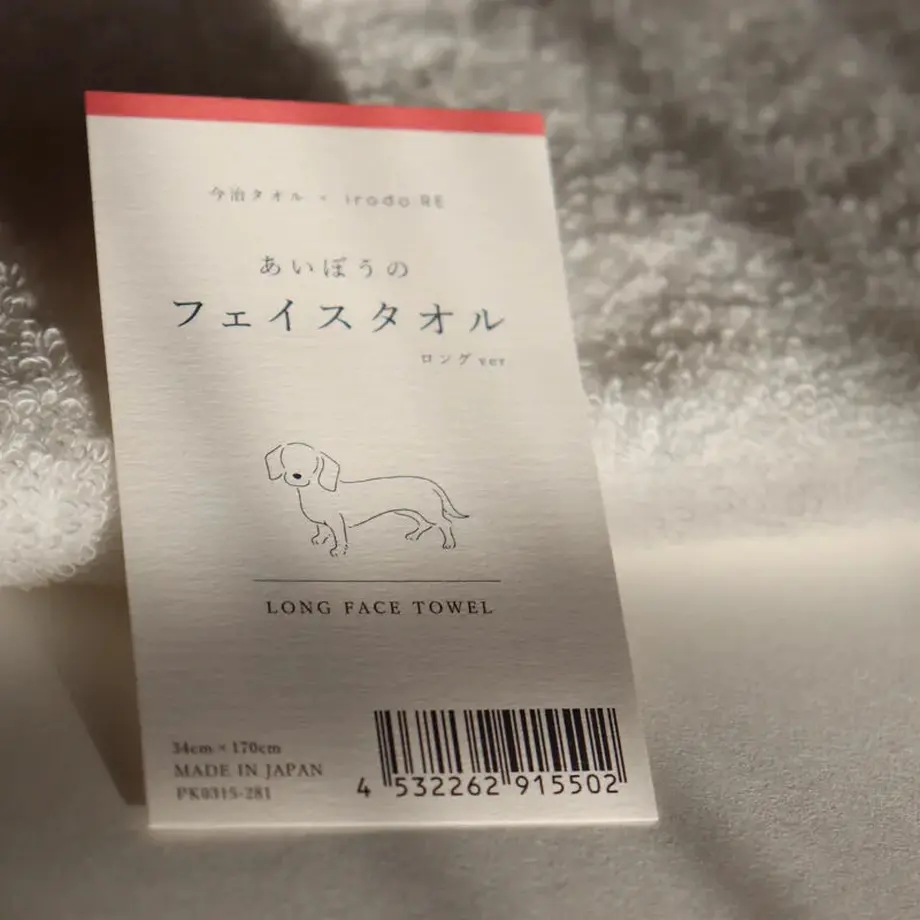 今治タオル × irodo RE
あいぼうの
フェイスタオル
ロング ver
LONG FACE TOWEL
34cm × 170cm
MADE IN JAPAN
PK0315-281
4 532262 915502